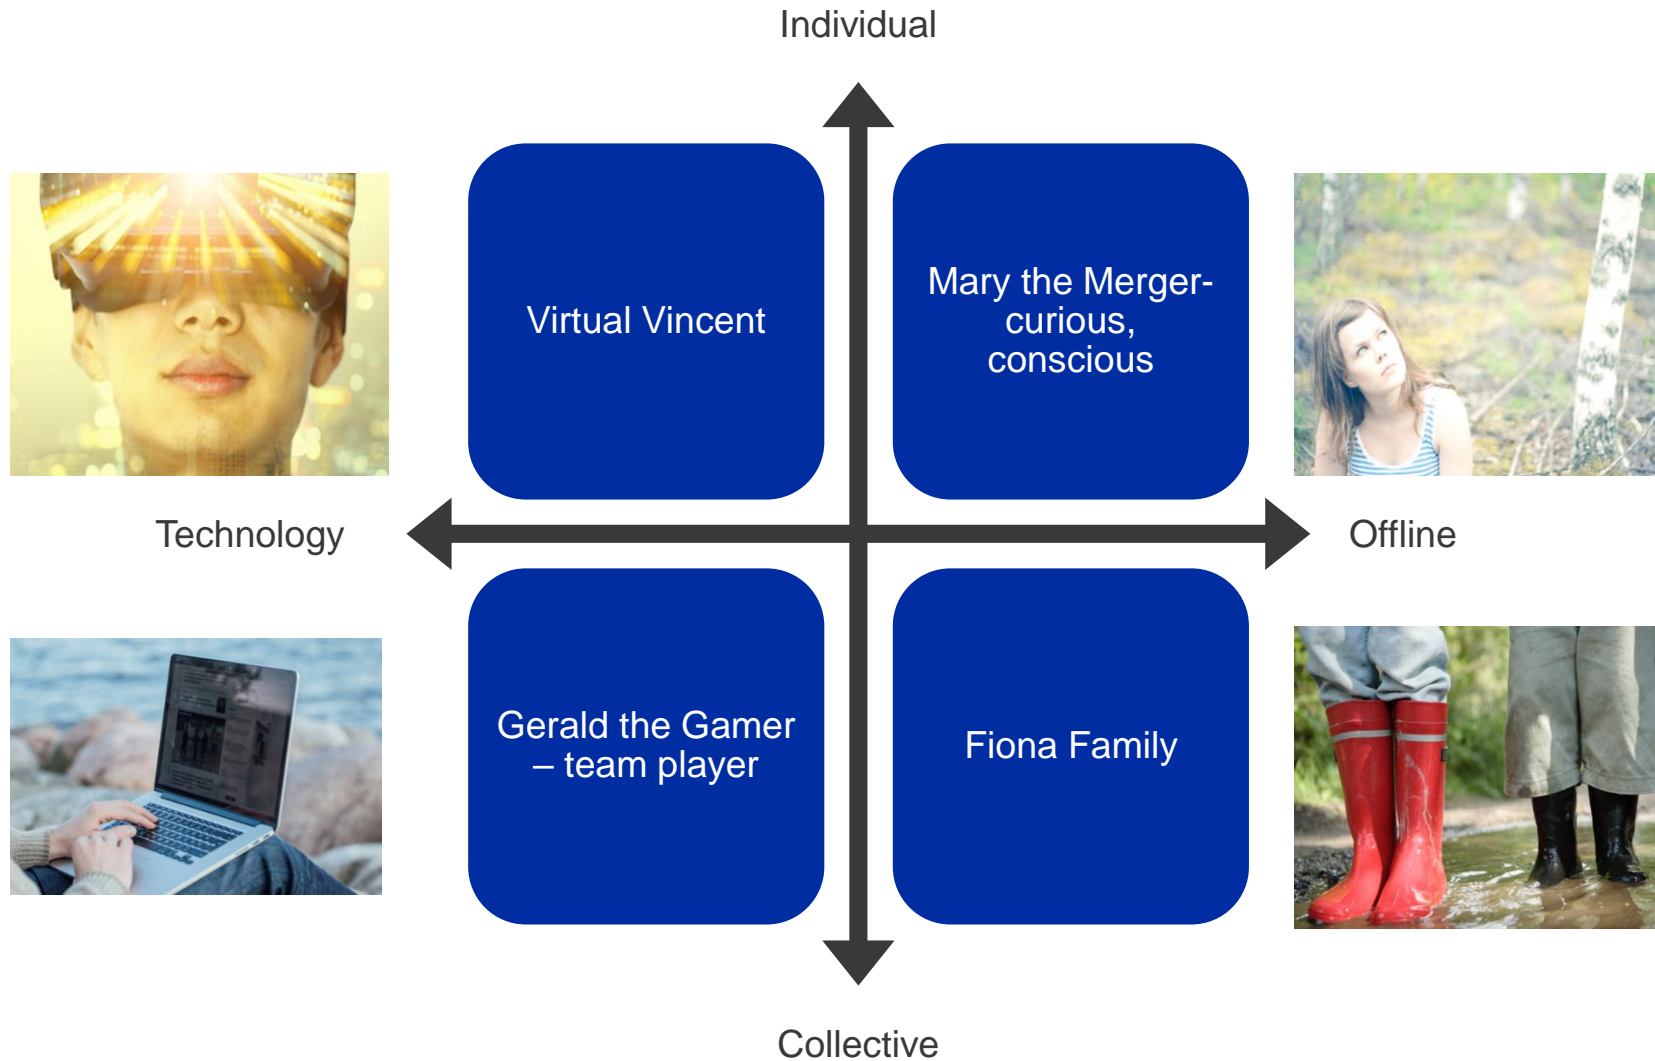 Individual
Virtual Vincent
Mary the Merger-
curious,
conscious
Technology
Offline
Gerald the Gamer
– team player
Fiona Family
Collective